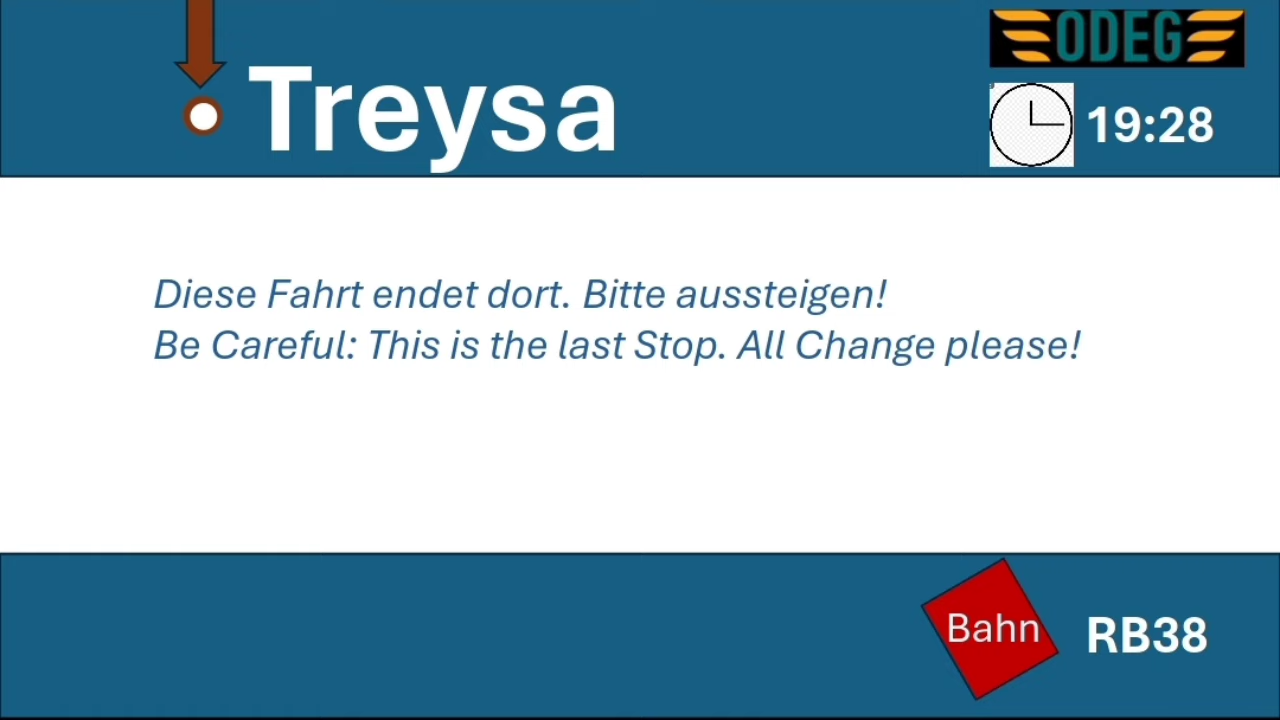 ODEG
Treysa
19:28
Diese Fahrt endet dort. Bitte aussteigen!
Be Careful: This is the last Stop. All Change please!
Bahn
RB38